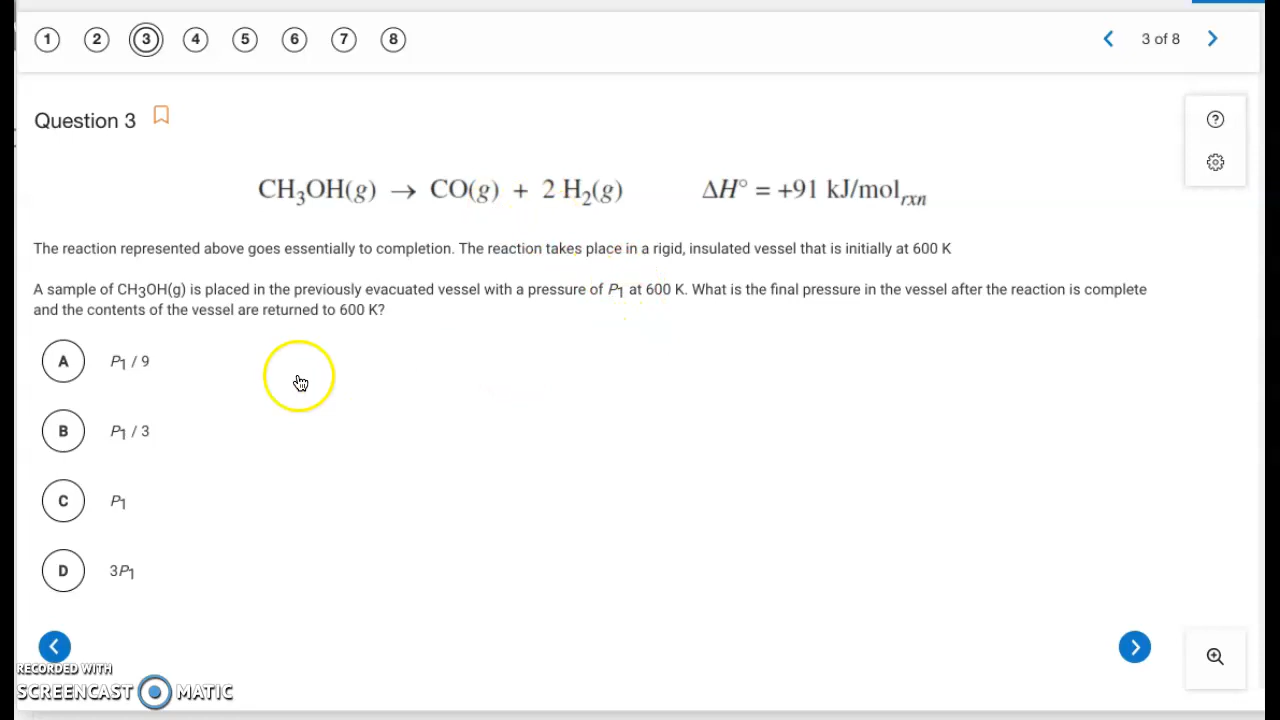 1 2 3 4 5 6 7 8 3 of 8
Question 3
CH₃OH(g) → CO(g) + 2 H₂(g) ΔH° = +91 kJ/molᵣₓₙ
The reaction represented above goes essentially to completion. The reaction takes place in a rigid, insulated vessel that is initially at 600 K
A sample of CH₃OH(g) is placed in the previously evacuated vessel with a pressure of P₁ at 600 K. What is the final pressure in the vessel after the reaction is complete
and the contents of the vessel are returned to 600 K?
A P₁ / 9
B P₁ / 3
C P₁
D 3P₁
RECORDED WITH
SCREENCAST MATIC